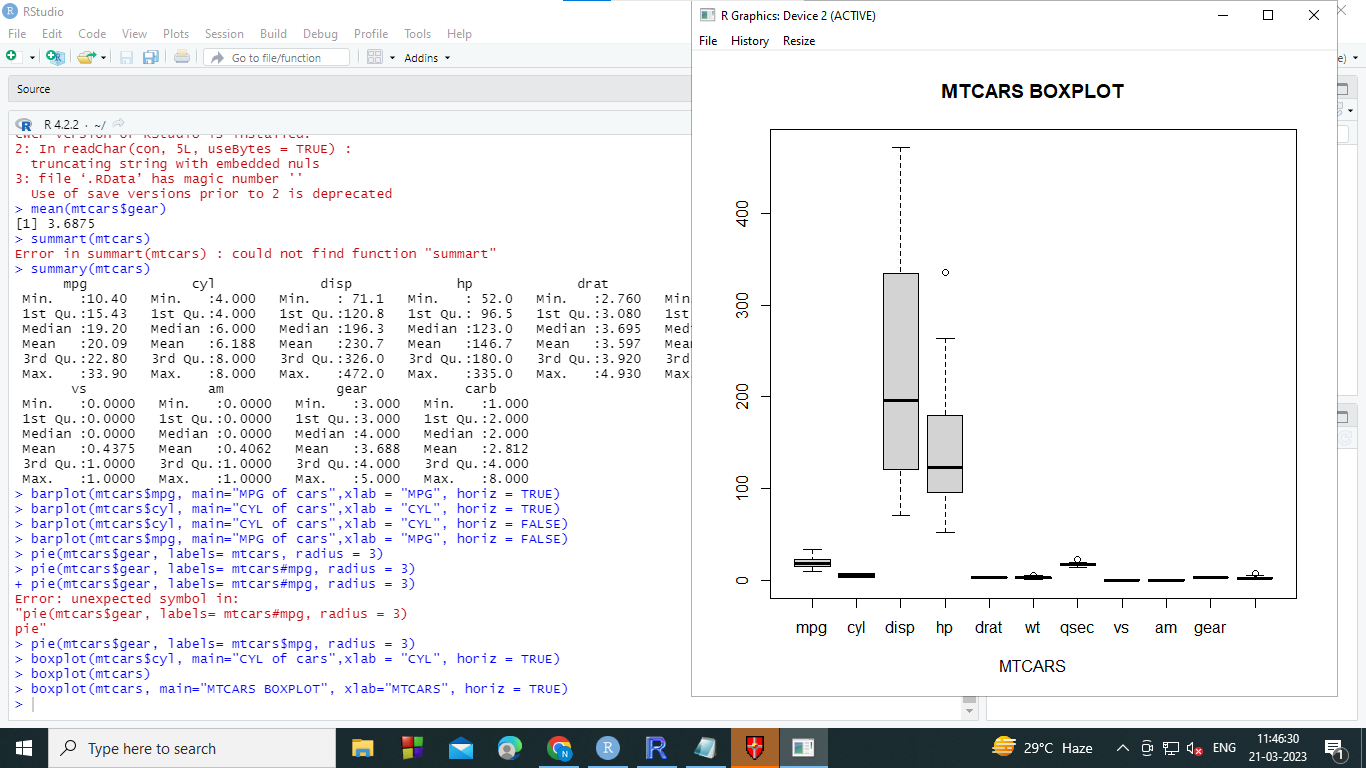 RStudio
File Edit Code View Plots Session Build Debug Profile Tools Help
Go to file/function
Addins
Source
R 4.2.2 · ~/
ewer version of RStudio is installed.
2: In readChar(con, 5L, useBytes = TRUE) :
truncating string with embedded nuls
3: file ‘.RData’ has magic number ''
Use of save versions prior to 2 is deprecated
> mean(mtcars$gear)
[1] 3.6875
> summart(mtcars)
Error in summart(mtcars) : could not find function "summart"
> summary(mtcars)
mpg cyl disp hp drat
Min. :10.40 Min. :4.000 Min. : 71.1 Min. : 52.0 Min. :2.760 Min
1st Qu.:15.43 1st Qu.:4.000 1st Qu.:120.8 1st Qu.: 96.5 1st Qu.:3.080 1st
Median :19.20 Median :6.000 Median :196.3 Median :123.0 Median :3.695 Med
Mean :20.09 Mean :6.188 Mean :230.7 Mean :146.7 Mean :3.597 Mea
3rd Qu.:22.80 3rd Qu.:8.000 3rd Qu.:326.0 3rd Qu.:180.0 3rd Qu.:3.920 3rd
Max. :33.90 Max. :8.000 Max. :472.0 Max. :335.0 Max. :4.930 Max
vs am gear carb
Min. :0.0000 Min. :0.0000 Min. :3.000 Min. :1.000
1st Qu.:0.0000 1st Qu.:0.0000 1st Qu.:3.000 1st Qu.:2.000
Median :0.0000 Median :0.0000 Median :4.000 Median :2.000
Mean :0.4375 Mean :0.4062 Mean :3.688 Mean :2.812
3rd Qu.:1.0000 3rd Qu.:1.0000 3rd Qu.:4.000 3rd Qu.:4.000
Max. :1.0000 Max. :1.0000 Max. :5.000 Max. :8.000
> barplot(mtcars$mpg, main="MPG of cars",xlab = "MPG", horiz = TRUE)
> barplot(mtcars$cyl, main="CYL of cars",xlab = "CYL", horiz = TRUE)
> barplot(mtcars$cyl, main="CYL of cars",xlab = "CYL", horiz = FALSE)
> barplot(mtcars$mpg, main="MPG of cars",xlab = "MPG", horiz = FALSE)
> pie(mtcars$gear, labels= mtcars, radius = 3)
> pie(mtcars$gear, labels= mtcars#mpg, radius = 3)
+ pie(mtcars$gear, labels= mtcars#mpg, radius = 3)
Error: unexpected symbol in:
"pie(mtcars$gear, labels= mtcars#mpg, radius = 3)
pie"
> pie(mtcars$gear, labels= mtcars$mpg, radius = 3)
> boxplot(mtcars$cyl, main="CYL of cars",xlab = "CYL", horiz = TRUE)
> boxplot(mtcars)
> boxplot(mtcars, main="MTCARS BOXPLOT", xlab="MTCARS", horiz = TRUE)
>
R Graphics: Device 2 (ACTIVE)
File History Resize
MTCARS BOXPLOT
400
300
200
100
0
mpg cyl disp hp drat wt qsec vs am gear
MTCARS
e)
Type here to search
29°C Haze
ENG
11:46:30
21-03-2023
1